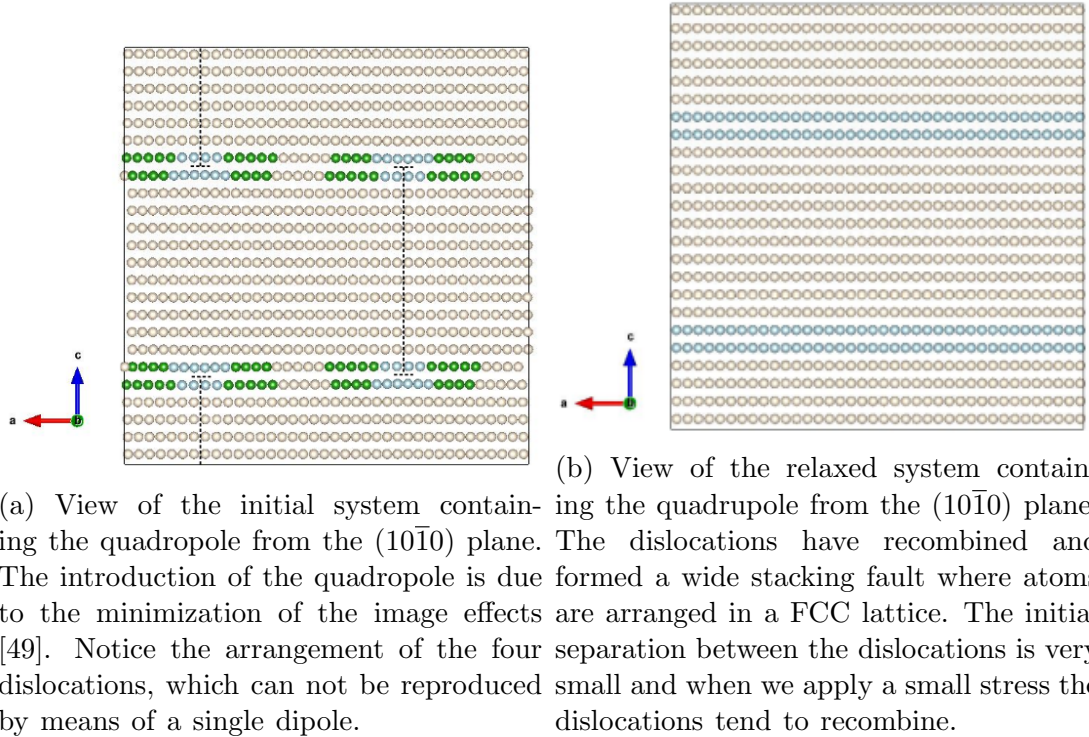 c
a
b
c
a
b
(a) View of the initial system contain-
ing the quadropole from the (101̄0) plane.
The introduction of the quadropole is due
to the minimization of the image effects
[49]. Notice the arrangement of the four
dislocations, which can not be reproduced
by means of a single dipole.
(b) View of the relaxed system contain
ing the quadrupole from the (101̄0) plane
The dislocations have recombined and
formed a wide stacking fault where atoms
are arranged in a FCC lattice. The initial
separation between the dislocations is very
small and when we apply a small stress the
dislocations tend to recombine.